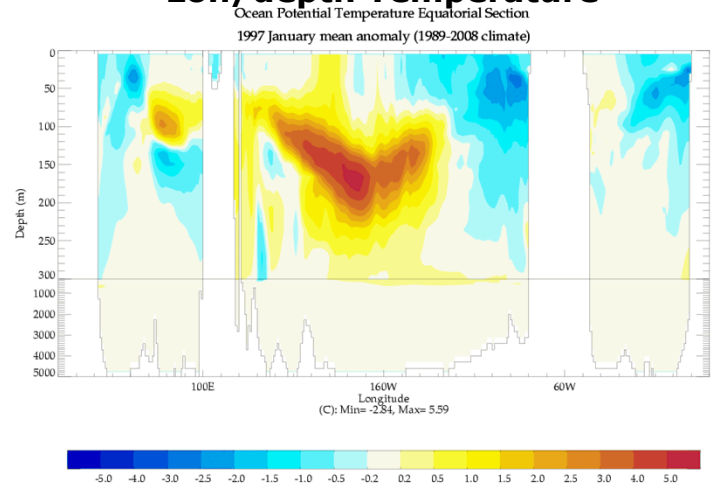 Lon/depth Temperature
Ocean Potential Temperature Equatorial Section
1997 January mean anomaly (1989-2008 climate)
0
50
100
150
200
250
300
1000
2000
3000
4000
5000
Depth (m)
100E 160W 60W
Longitude
(C): Min= -2.84, Max= 5.59
-5.0 -4.0 -3.0 -2.5 -2.0 -1.5 -1.0 -0.5 -0.2 0.2 0.5 1.0 1.5 2.0 2.5 3.0 4.0 5.0